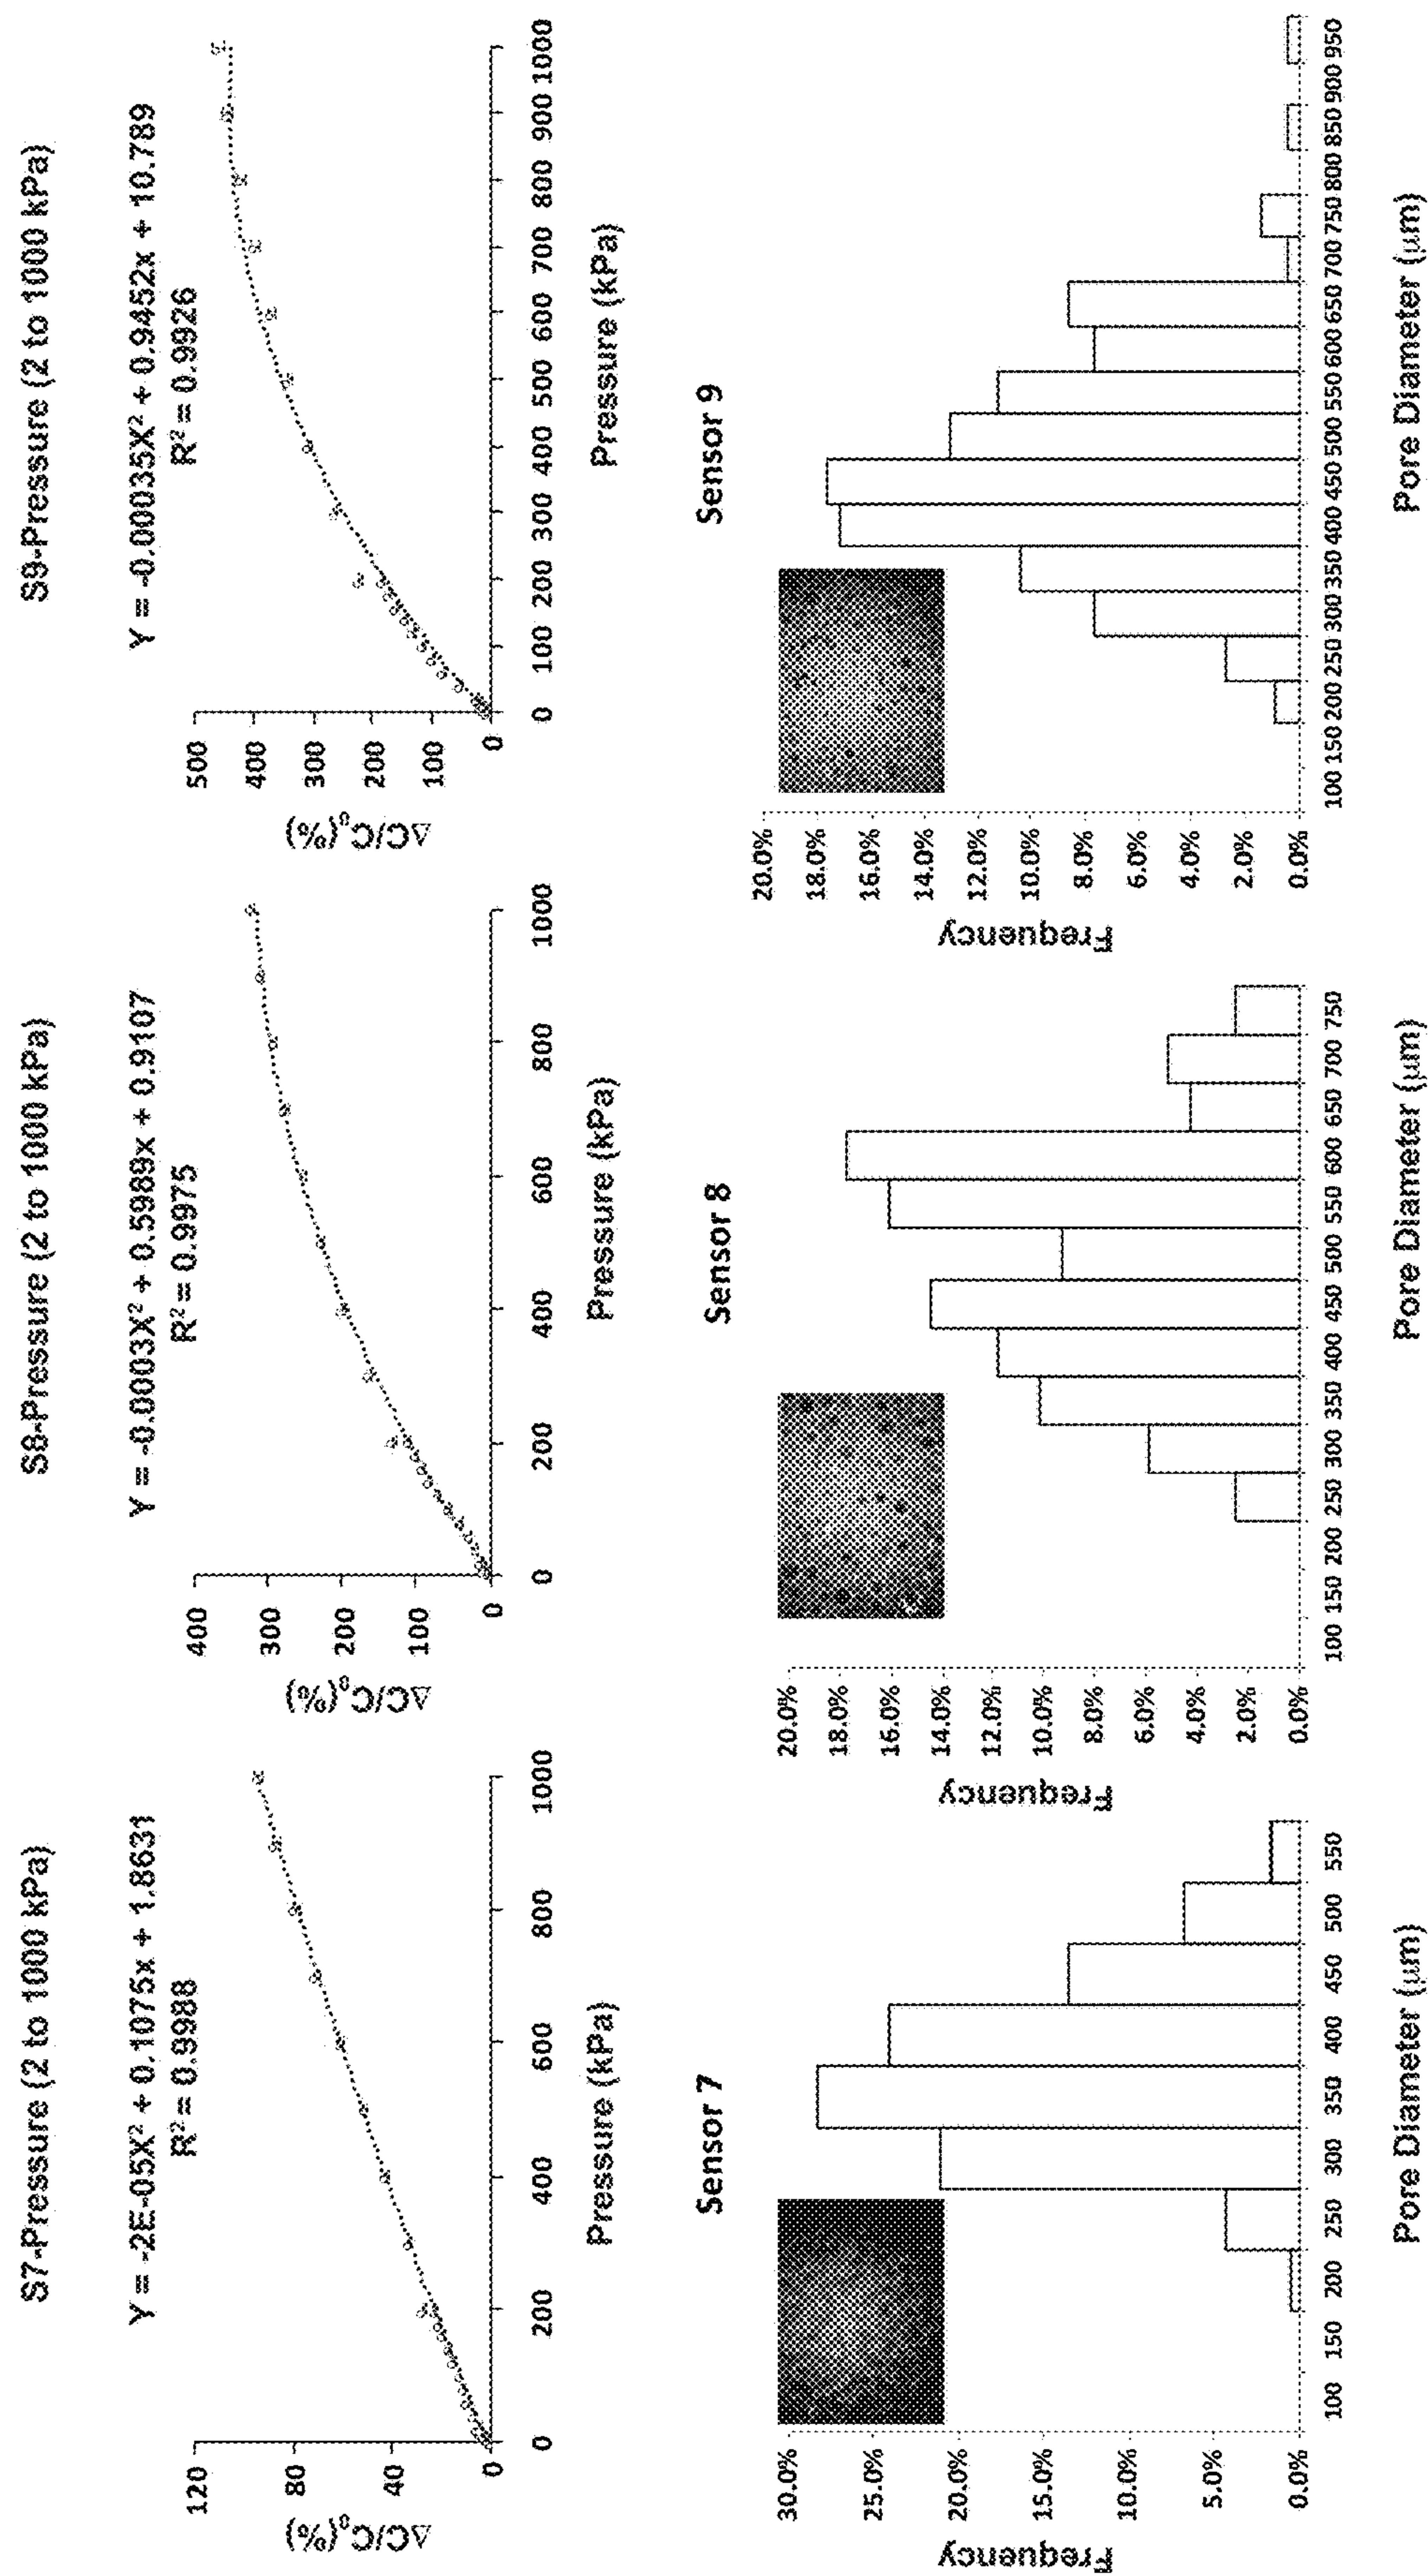 S7-Pressure (2 to 1000 kPa)
Y = -2E-05X² + 0.1075x + 1.8631
R² = 0.9988
ΔC/C₀(%)
120
80
40
0
0 200 400 600 800 1000
Pressure (kPa)
S8-Pressure (2 to 1000 kPa)
Y = -0.0003X² + 0.5989x + 0.9107
R² = 0.9975
ΔC/C₀(%)
400
300
200
100
0
0 200 400 600 800 1000
Pressure (kPa)
S9-Pressure (2 to 1000 kPa)
Y = -0.00035X² + 0.9452x + 10.789
R² = 0.9926
ΔC/C₀(%)
500
400
300
200
100
0
0 100 200 300 400 500 600 700 800 900 1000
Pressure (kPa)
Sensor 7
Frequency
30.0%
25.0%
20.0%
15.0%
10.0%
5.0%
0.0%
100 150 200 250 300 350 400 450 500 550
Pore Diameter (μm)
Sensor 8
Frequency
20.0%
18.0%
16.0%
14.0%
12.0%
10.0%
8.0%
6.0%
4.0%
2.0%
0.0%
100 150 200 250 300 350 400 450 500 550 600 650 700 750
Pore Diameter (μm)
Sensor 9
Frequency
20.0%
18.0%
16.0%
14.0%
12.0%
10.0%
8.0%
6.0%
4.0%
2.0%
0.0%
100 150 200 250 300 350 400 450 500 550 600 650 700 750 800 850 900 950
Pore Diameter (μm)